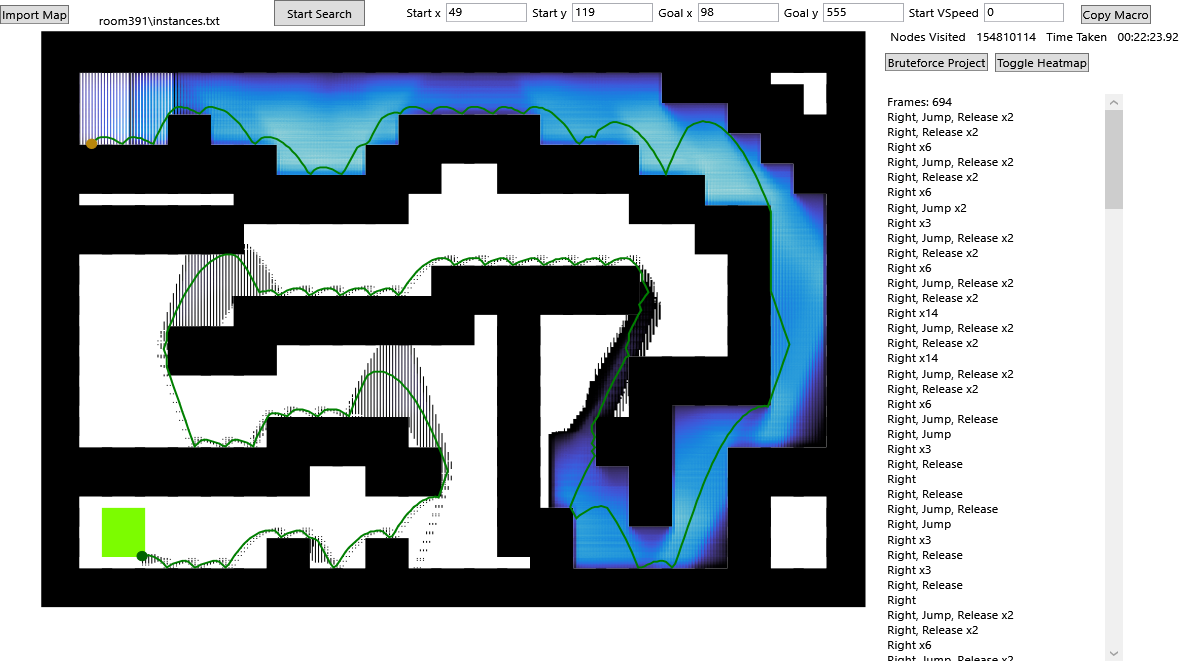 Import Map
room391\instances.txt
Start Search
Start x 49 Start y 119 Goal x 98 Goal y 555 Start VSpeed 0
Copy Macro
Nodes Visited 154810114 Time Taken 00:22:23.92
Bruteforce Project Toggle Heatmap
Frames: 694
Right, Jump, Release x2
Right, Release x2
Right x6
Right, Jump, Release x2
Right, Release x2
Right x6
Right, Jump x2
Right x3
Right, Jump, Release x2
Right, Release x2
Right x6
Right, Jump, Release x2
Right, Release x2
Right x14
Right, Jump, Release x2
Right, Release x2
Right x14
Right, Jump, Release x2
Right, Release x2
Right x6
Right, Jump, Release
Right, Jump
Right x3
Right, Release
Right
Right, Release
Right, Jump, Release
Right, Jump
Right x3
Right, Release
Right x3
Right, Release
Right
Right, Jump, Release x2
Right, Release x2
Right x6
Right, Jump, Release x2